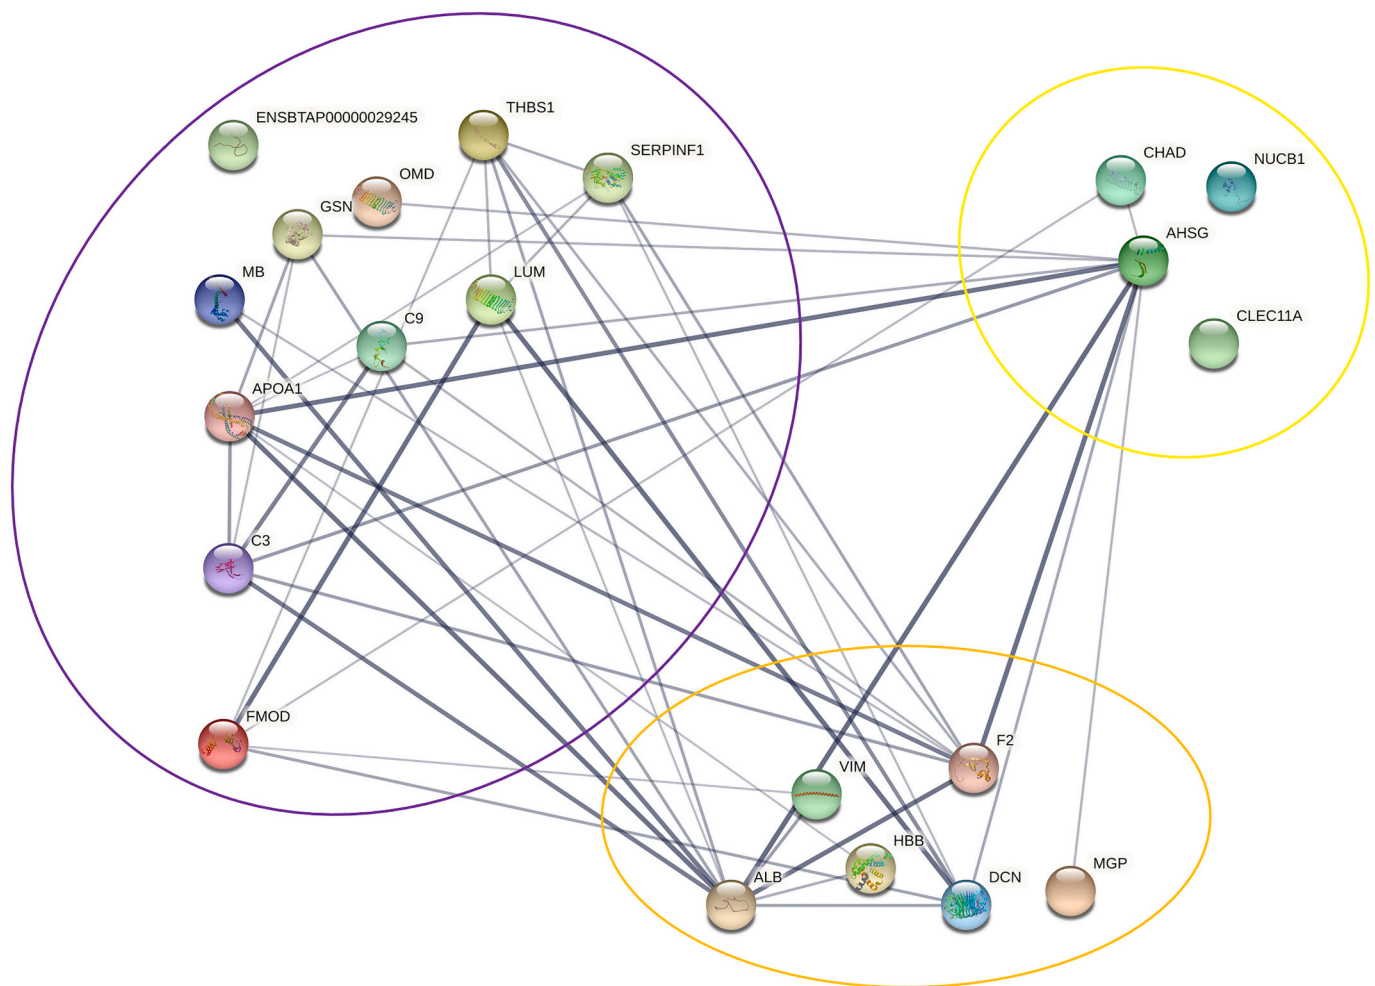 THBS1
ENSBTAP00000029245
SERPINF1
CHAD
NUCB1
OMD
GSN
AHSG
MB
LUM
C9
CLEC11A
APOA1
C3
FMOD
F2
VIM
HBB
MGP
ALB
DCN